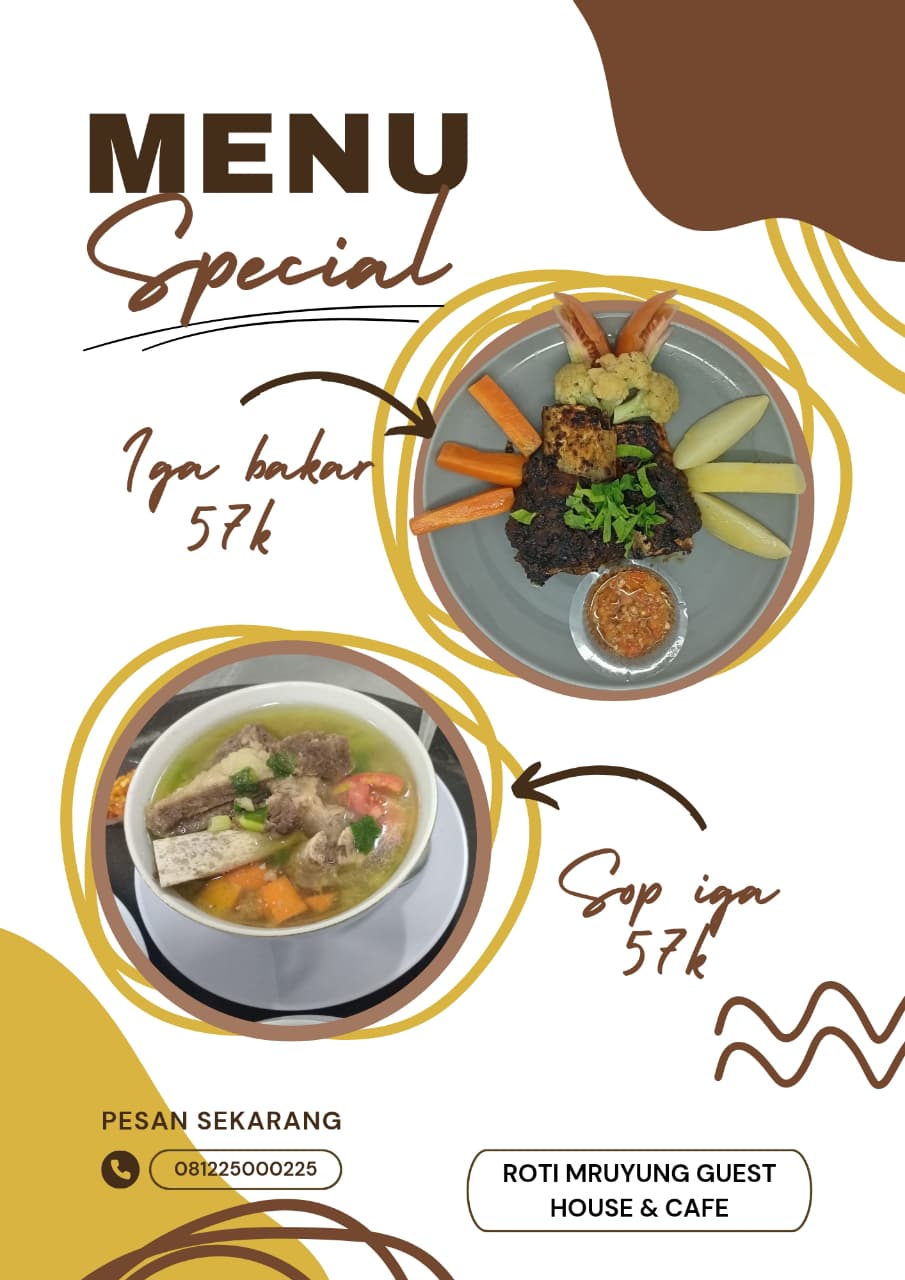 MENU
Special
Iga bakar
57k
Sop iga
57k
PESAN SEKARANG
081225000225
ROTI MRUYUNG GUEST
HOUSE & CAFE